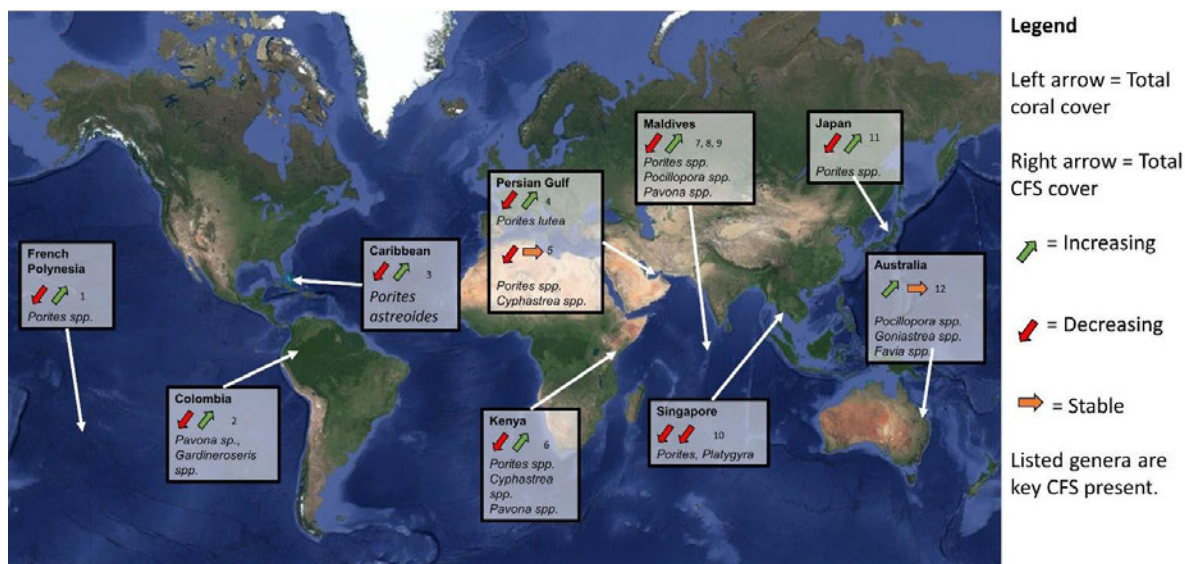 French
Polynesia
1
Porites spp.
Colombia
2
Pavona sp.,
Gardineroseris
spp.
Caribbean
3
Porites
astreoides
Persian Gulf
4
Porites lutea
5
Porites spp.
Cyphastrea spp.
Kenya
6
Porites spp.
Cyphastrea
spp.
Pavona spp.
Maldives
7, 8, 9
Porites spp.
Pocillopora spp.
Pavona spp.
Singapore
10
Porites, Platygyra
Japan
11
Porites spp.
Australia
12
Pocillopora spp.
Goniastrea spp.
Favia spp.
Legend
Left arrow = Total
coral cover
Right arrow = Total
CFS cover
= Increasing
= Decreasing
= Stable
Listed genera are
key CFS present.